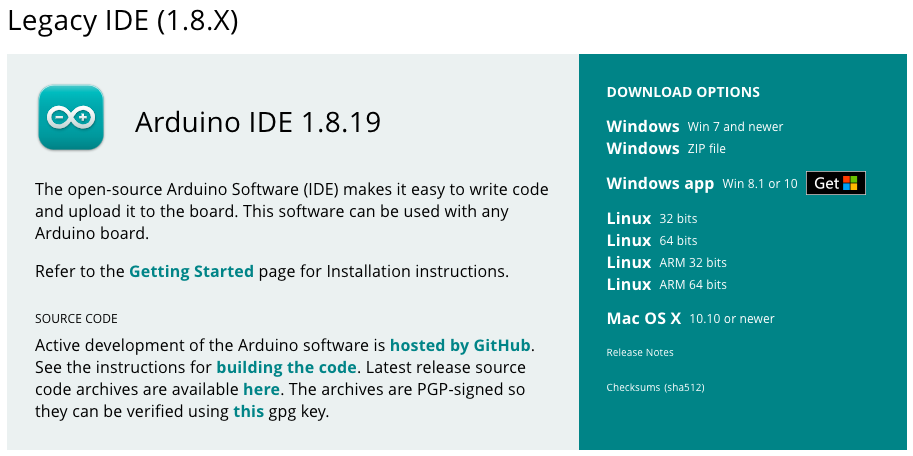 Legacy IDE (1.8.X)
Arduino IDE 1.8.19
The open-source Arduino Software (IDE) makes it easy to write code
and upload it to the board. This software can be used with any
Arduino board.
Refer to the Getting Started page for Installation instructions.
SOURCE CODE
Active development of the Arduino software is hosted by GitHub.
See the instructions for building the code. Latest release source
code archives are available here. The archives are PGP-signed so
they can be verified using this gpg key.
DOWNLOAD OPTIONS
Windows Win 7 and newer
Windows ZIP file
Windows app Win 8.1 or 10 Get
Linux 32 bits
Linux 64 bits
Linux ARM 32 bits
Linux ARM 64 bits
Mac OS X 10.10 or newer
Release Notes
Checksums (sha512)